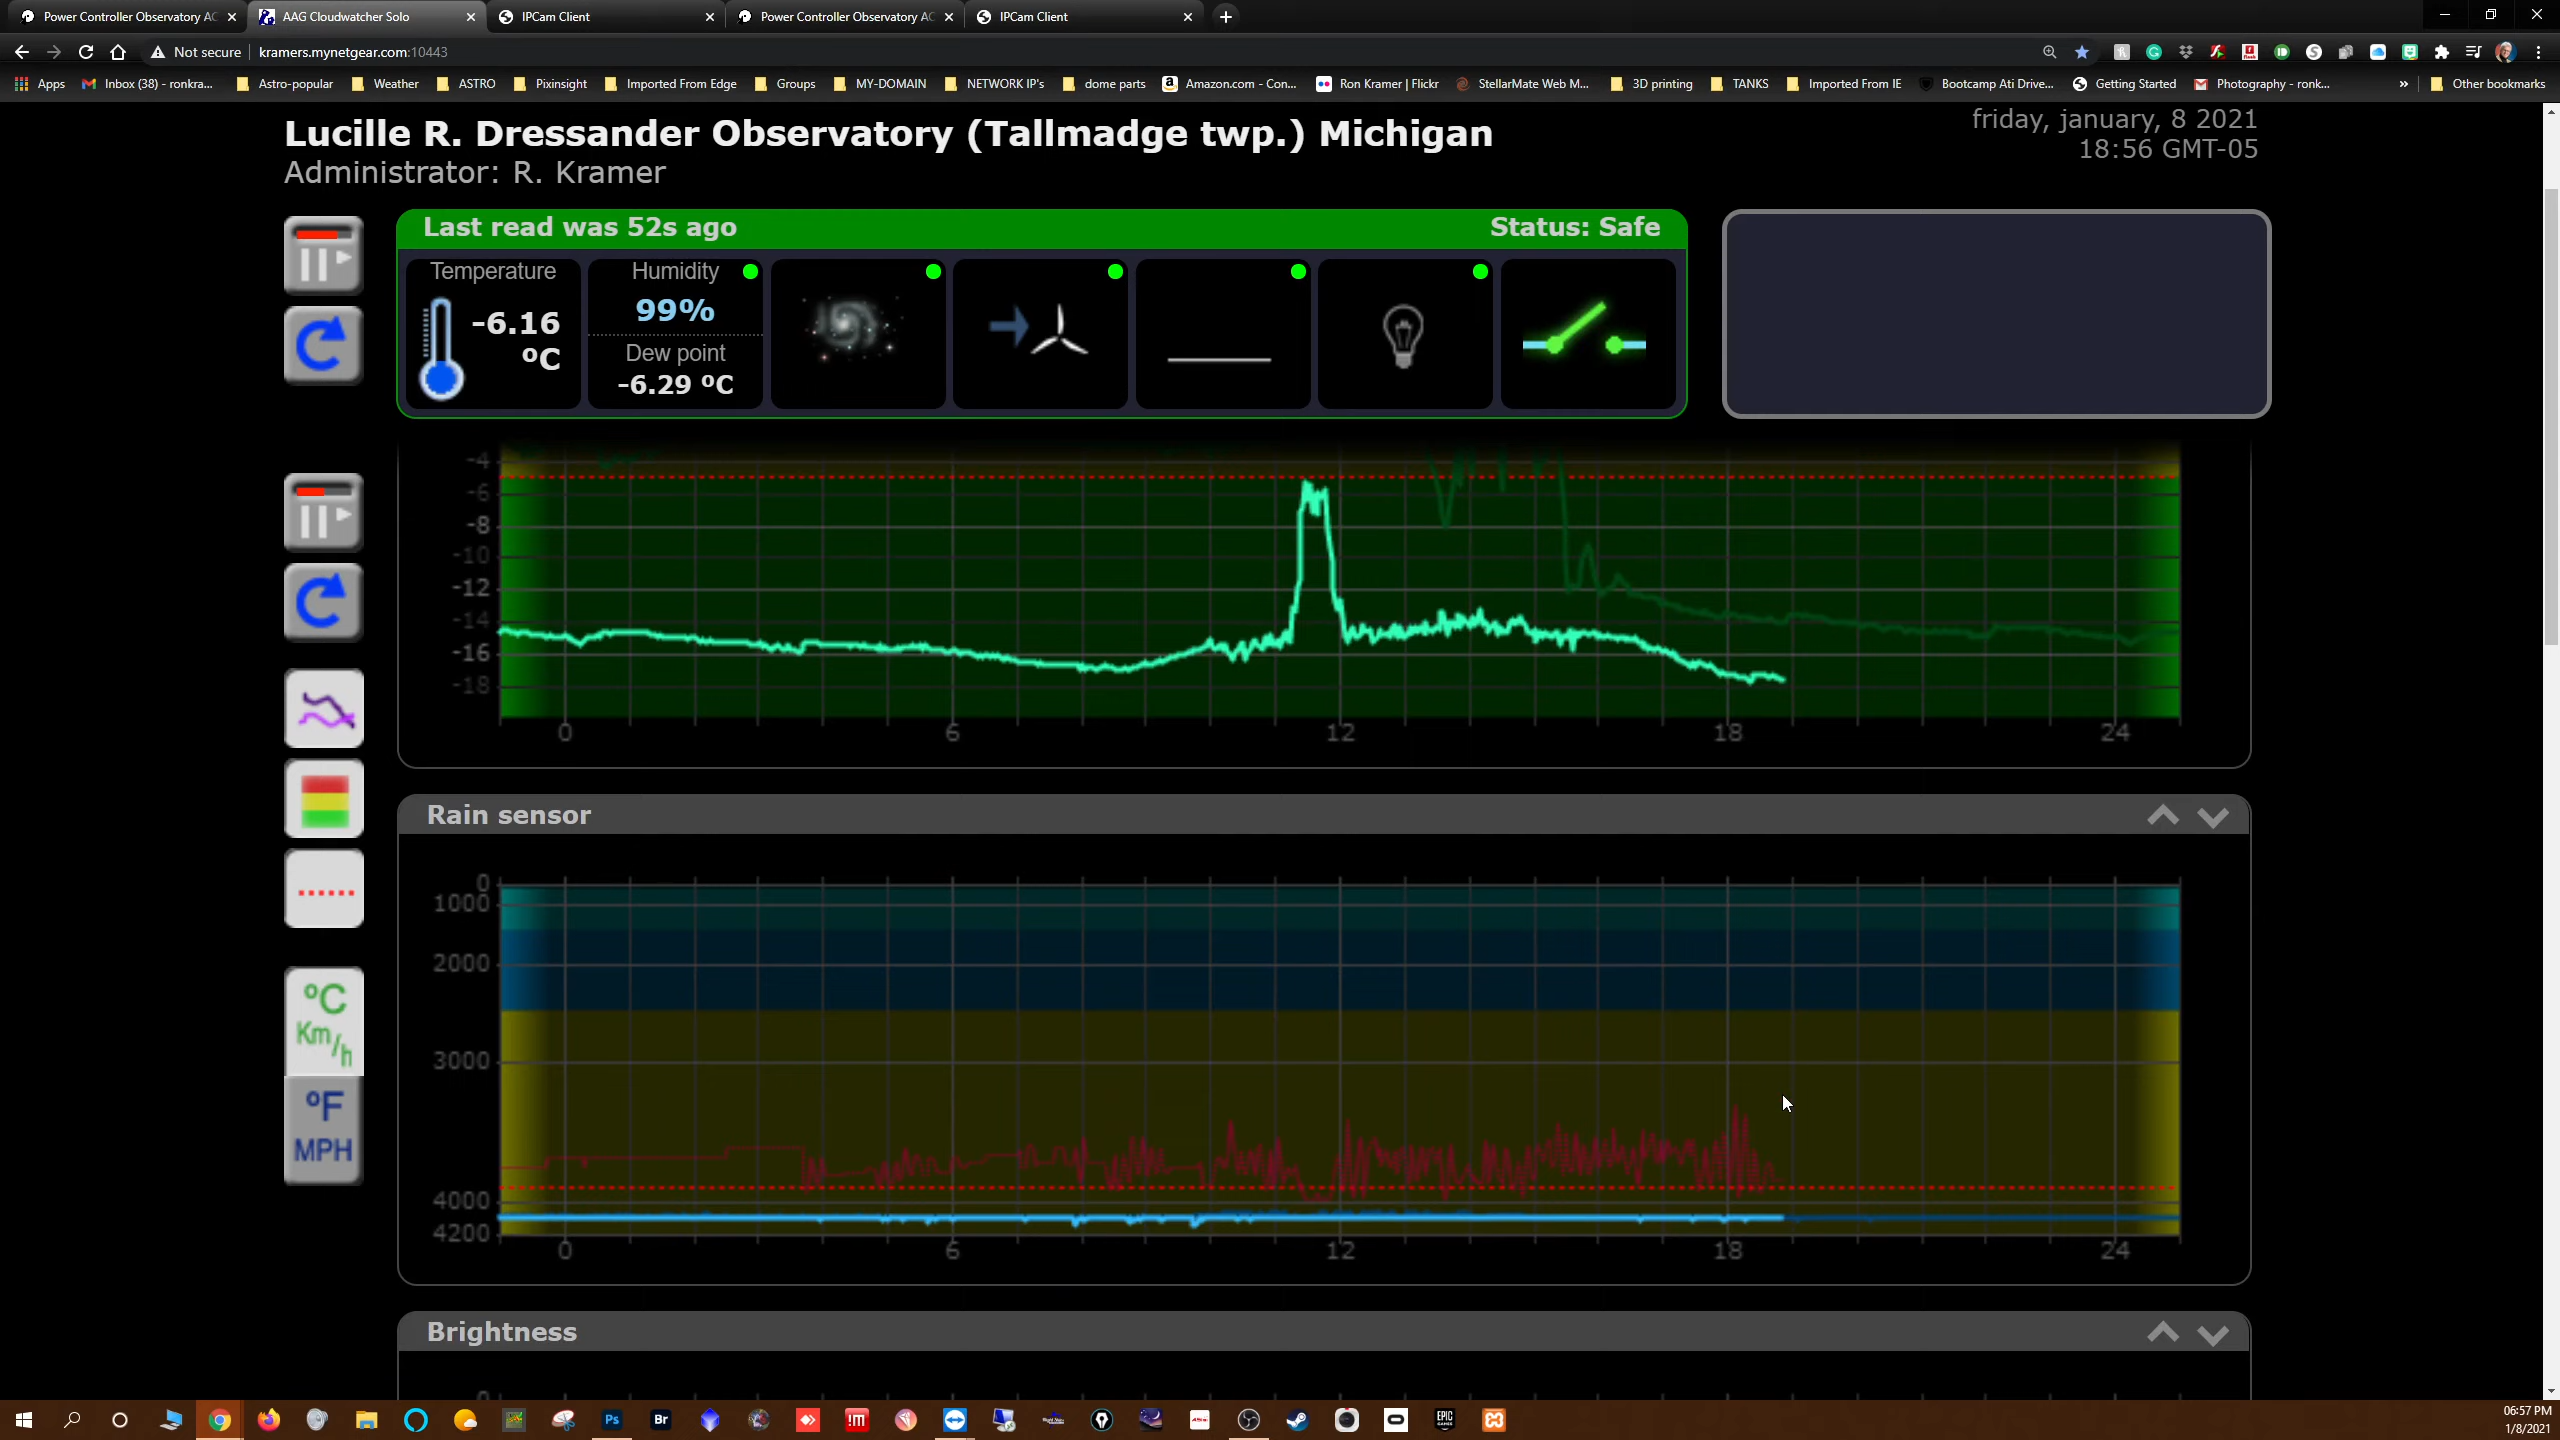 Power Controller Observatory AC
AAG Cloudwatcher Solo
IPCam Client
Power Controller Observatory AC
IPCam Client
Not secure
kramers.mynetgear.com:10443
Apps
Inbox (38) - ronkra...
Astro-popular
Weather
ASTRO
Pixinsight
Imported From Edge
Groups
MY-DOMAIN
NETWORK IP's
dome parts
Amazon.com - Con...
Ron Kramer | Flickr
StellarMate Web M...
3D printing
TANKS
Imported From IE
Bootcamp Ati Drive...
Getting Started
Photography - ronk...
»
Other bookmarks
Lucille R. Dressander Observatory (Tallmadge twp.) Michigan
friday, january, 8 2021
18:56 GMT-05
Administrator: R. Kramer
Last read was 52s ago
Status: Safe
Temperature
-6.16
ºC
Humidity
99%
Dew point
-6.29 ºC
-4
-6
-8
-10
-12
-14
-16
-18
0
6
12
18
24
Rain sensor
0
1000
2000
3000
4000
4200
0
6
12
18
24
ºC
Km/h
ºF
MPH
Brightness
0
Ps
Br
!M
EPIC
GAMES
06:57 PM
1/8/2021